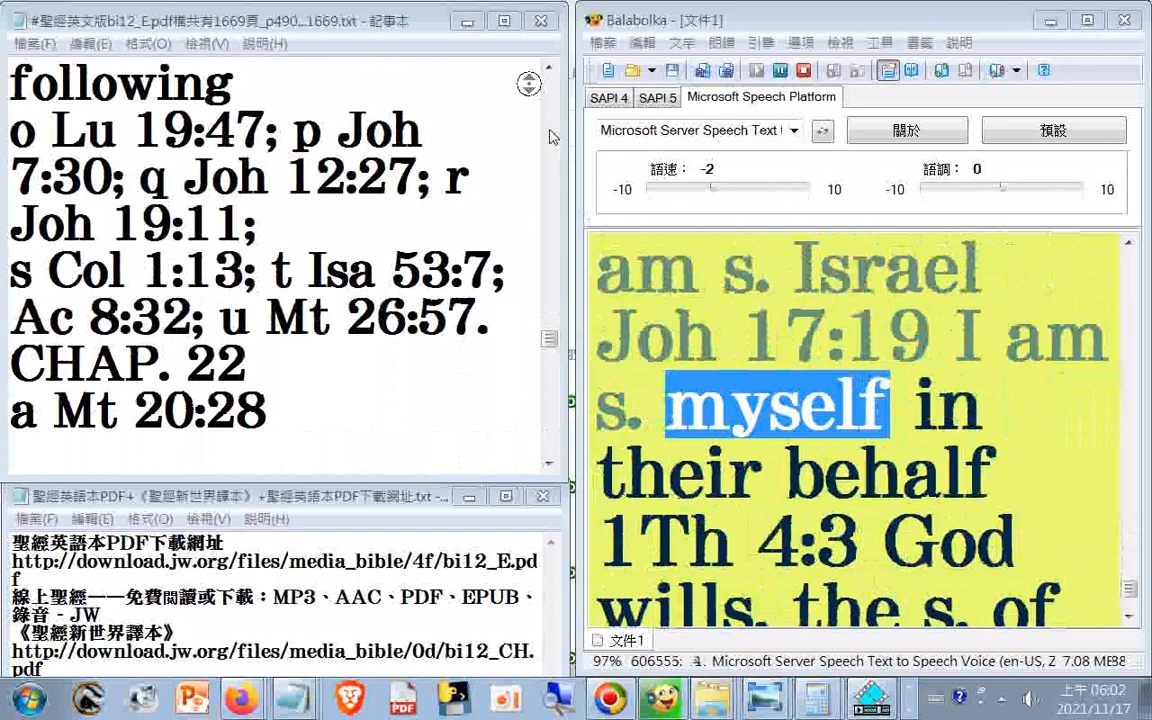 #聖經英文版bi12_E.pdf檔共有1669頁_p490...1669.txt - 記事本
檔案(F) 編輯(E) 格式(O) 檢視(V) 說明(H)
following
o Lu 19:47; p Joh
7:30; q Joh 12:27; r
Joh 19:11;
s Col 1:13; t Isa 53:7;
Ac 8:32; u Mt 26:57.
CHAP. 22
a Mt 20:28
聖經英語本PDF+《聖經新世界譯本》+聖經英語本PDF下載網址.txt -...
檔案(F) 編輯(E) 格式(O) 檢視(V) 說明(H)
聖經英語本PDF下載網址
http://download.jw.org/files/media_bible/4f/bi12_E.pd
f
線上聖經——免費閱讀或下載：MP3、AAC、PDF、EPUB、
錄音 - JW
《聖經新世界譯本》
http://download.jw.org/files/media_bible/0d/bi12_CH.
pdf
Balabolka - [文件1]
檔案 編輯 文字 朗讀 引擎 選項 檢視 工具 書籤 說明
SAPI 4 SAPI 5 Microsoft Speech Platform
Microsoft Server Speech Text 關於 預設
語速： -2 語調： 0
-10 10 -10 10
am s. Israel
Joh 17:19 I am
s. myself in
their behalf
1Th 4:3 God
wills, the s. of
文件1
97% 606555: Microsoft Server Speech Text to Speech Voice (en-US, Z 7.08 MB
上午 06:02
2021/11/17